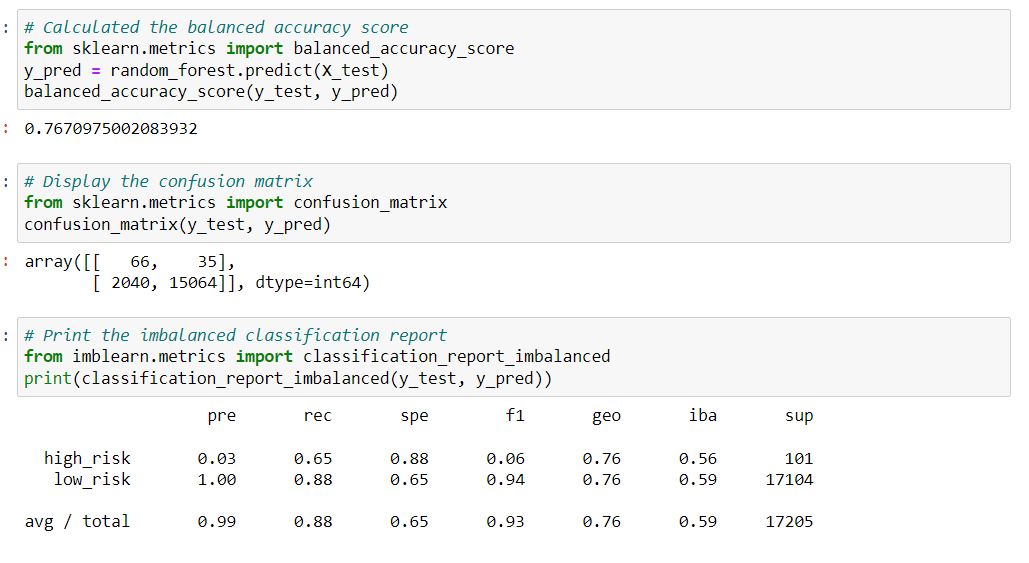 : # Calculated the balanced accuracy score
from sklearn.metrics import balanced_accuracy_score
y_pred = random_forest.predict(X_test)
balanced_accuracy_score(y_test, y_pred)
: 0.7670975002083932
: # Display the confusion matrix
from sklearn.metrics import confusion_matrix
confusion_matrix(y_test, y_pred)
: array([[   66,    35],
       [ 2040, 15064]], dtype=int64)
: # Print the imbalanced classification report
from imblearn.metrics import classification_report_imbalanced
print(classification_report_imbalanced(y_test, y_pred))
pre rec spe f1 geo iba sup
high_risk 0.03 0.65 0.88 0.06 0.76 0.56 101
low_risk 1.00 0.88 0.65 0.94 0.76 0.59 17104
avg / total 0.99 0.88 0.65 0.93 0.76 0.59 17205